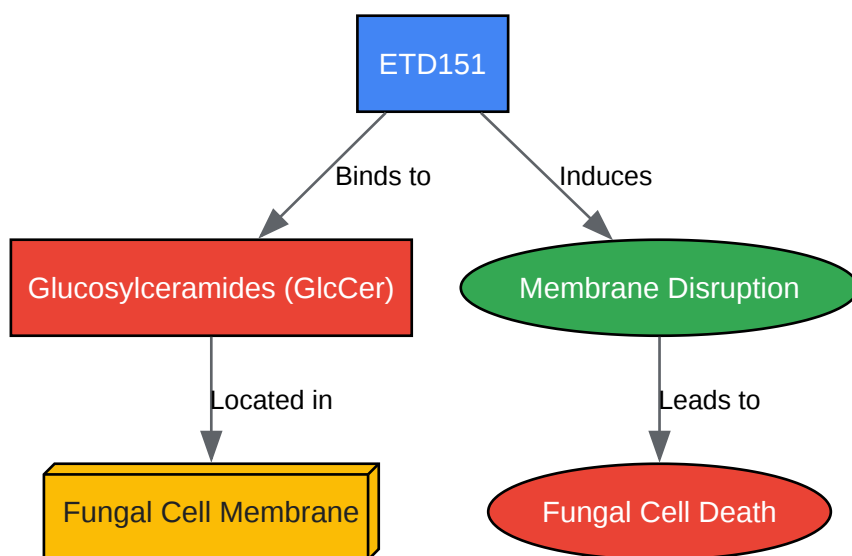 ETD151
Binds to
Induces
Glucosylceramides (GlcCer)
Membrane Disruption
Located in
Leads to
Fungal Cell Membrane
Fungal Cell Death